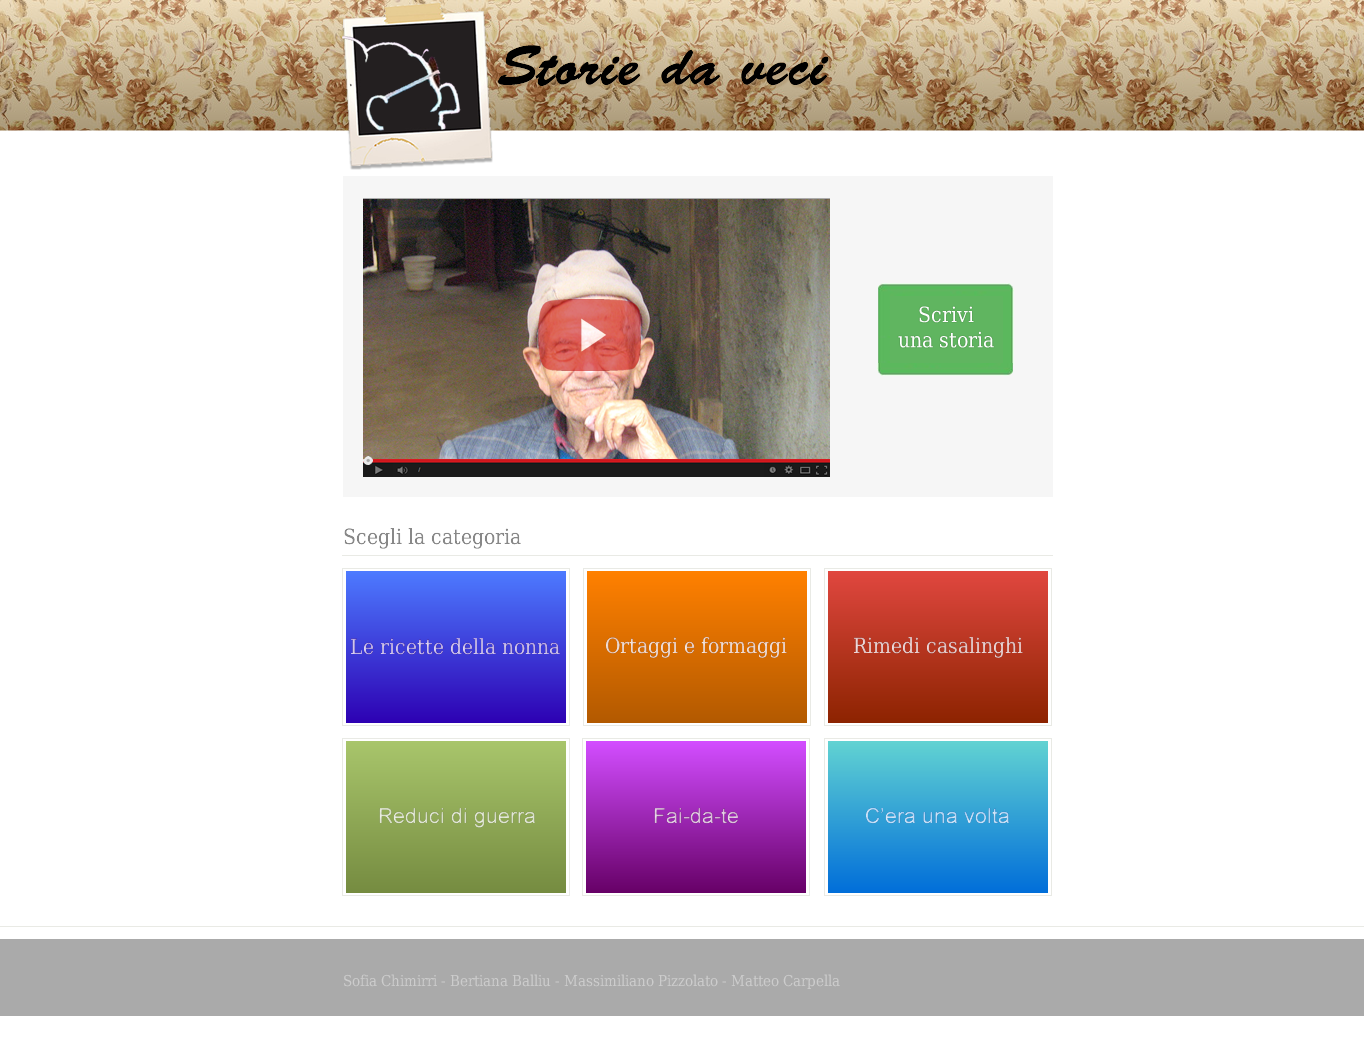 Storie da veci
Scrivi
una storia
Scegli la categoria
Le ricette della nonna
Ortaggi e formaggi
Rimedi casalinghi
Reduci di guerra
Fai-da-te
C'era una volta
Sofia Chimirri - Bertiana Balliu - Massimiliano Pizzolato - Matteo Carpella